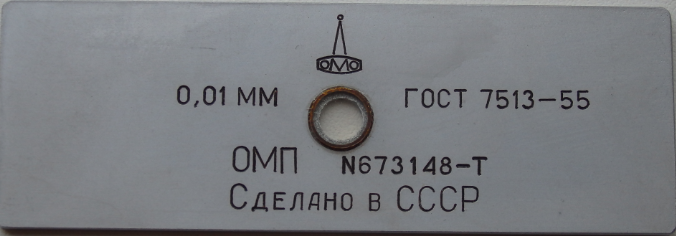 ОМО
0,01 ММ ГОСТ 7513-55
ОМП N673148-Т
СДЕЛАНО В СССР